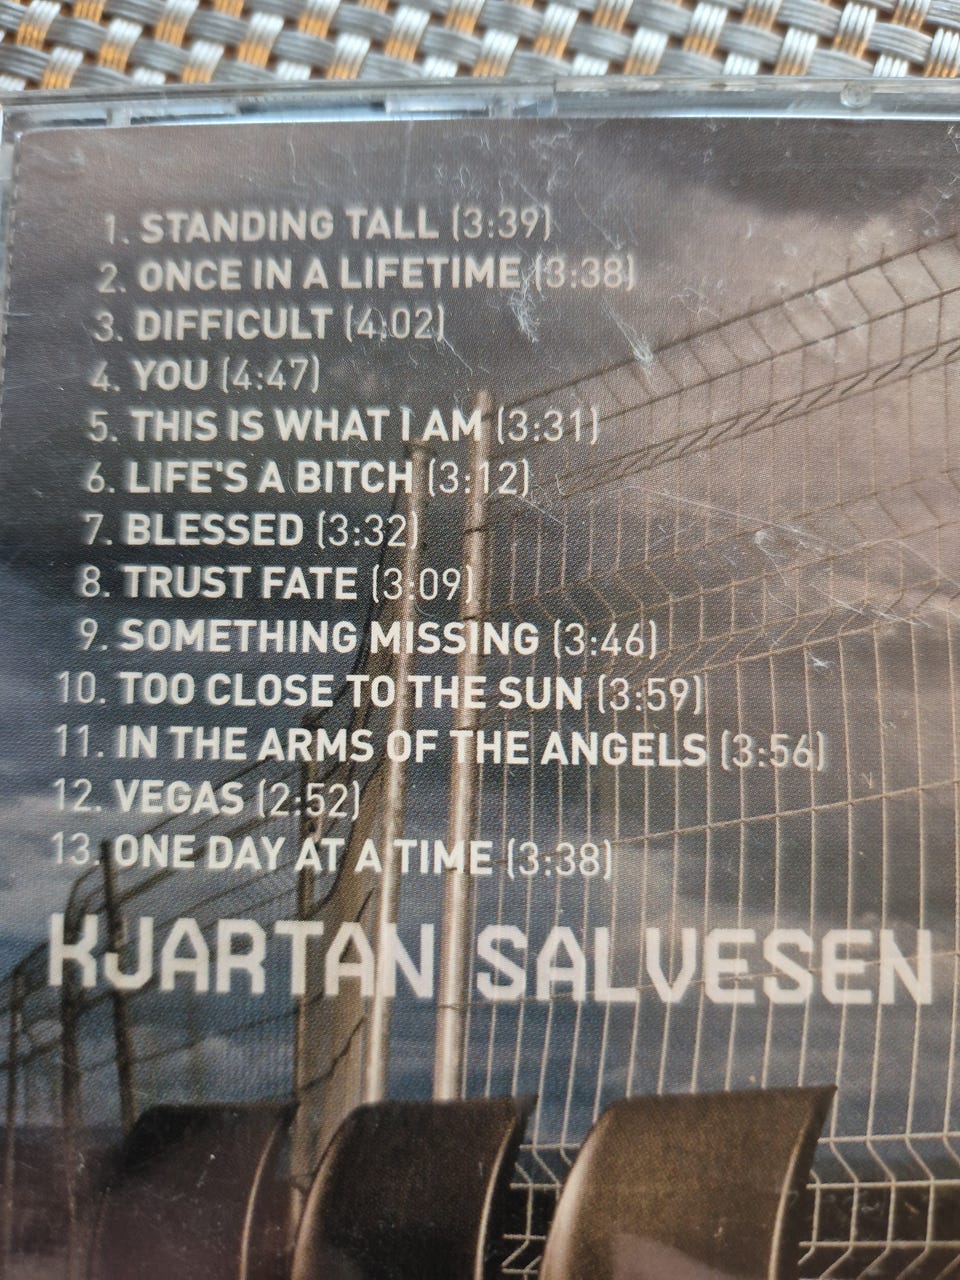 1. STANDING TALL (3:39)
2. ONCE IN A LIFETIME (3:38)
3. DIFFICULT (4:02)
4. YOU (4:47)
5. THIS IS WHAT I AM (3:31)
6. LIFE'S A BITCH (3:12)
7. BLESSED (3:32)
8. TRUST FATE (3:09)
9. SOMETHING MISSING (3:46)
10. TOO CLOSE TO THE SUN (3:59)
11. IN THE ARMS OF THE ANGELS (3:56)
12. VEGAS (2:52)
13. ONE DAY AT A TIME (3:38)
KJARTAN SALVESEN